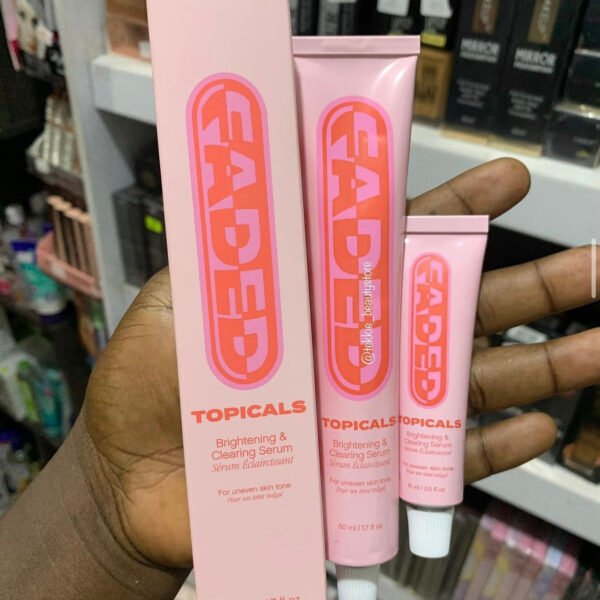 FADED
TOPICALS
Brightening &
Clearing Serum
Sérum Éclaircissant
For uneven skin tone
Pour un teint inégal
FADED
@tekkie_beautystore
TOPICALS
Brightening &
Clearing Serum
Sérum Éclaircissant
For uneven skin tone
Pour un teint inégal
50 ml / 1.7 fl oz
FADED
TOPICALS
Brightening &
Clearing Serum
Sérum Éclaircissant
For uneven skin tone
Pour un teint inégal
15 ml / 0.5 fl oz
MIRROR
MIRROR